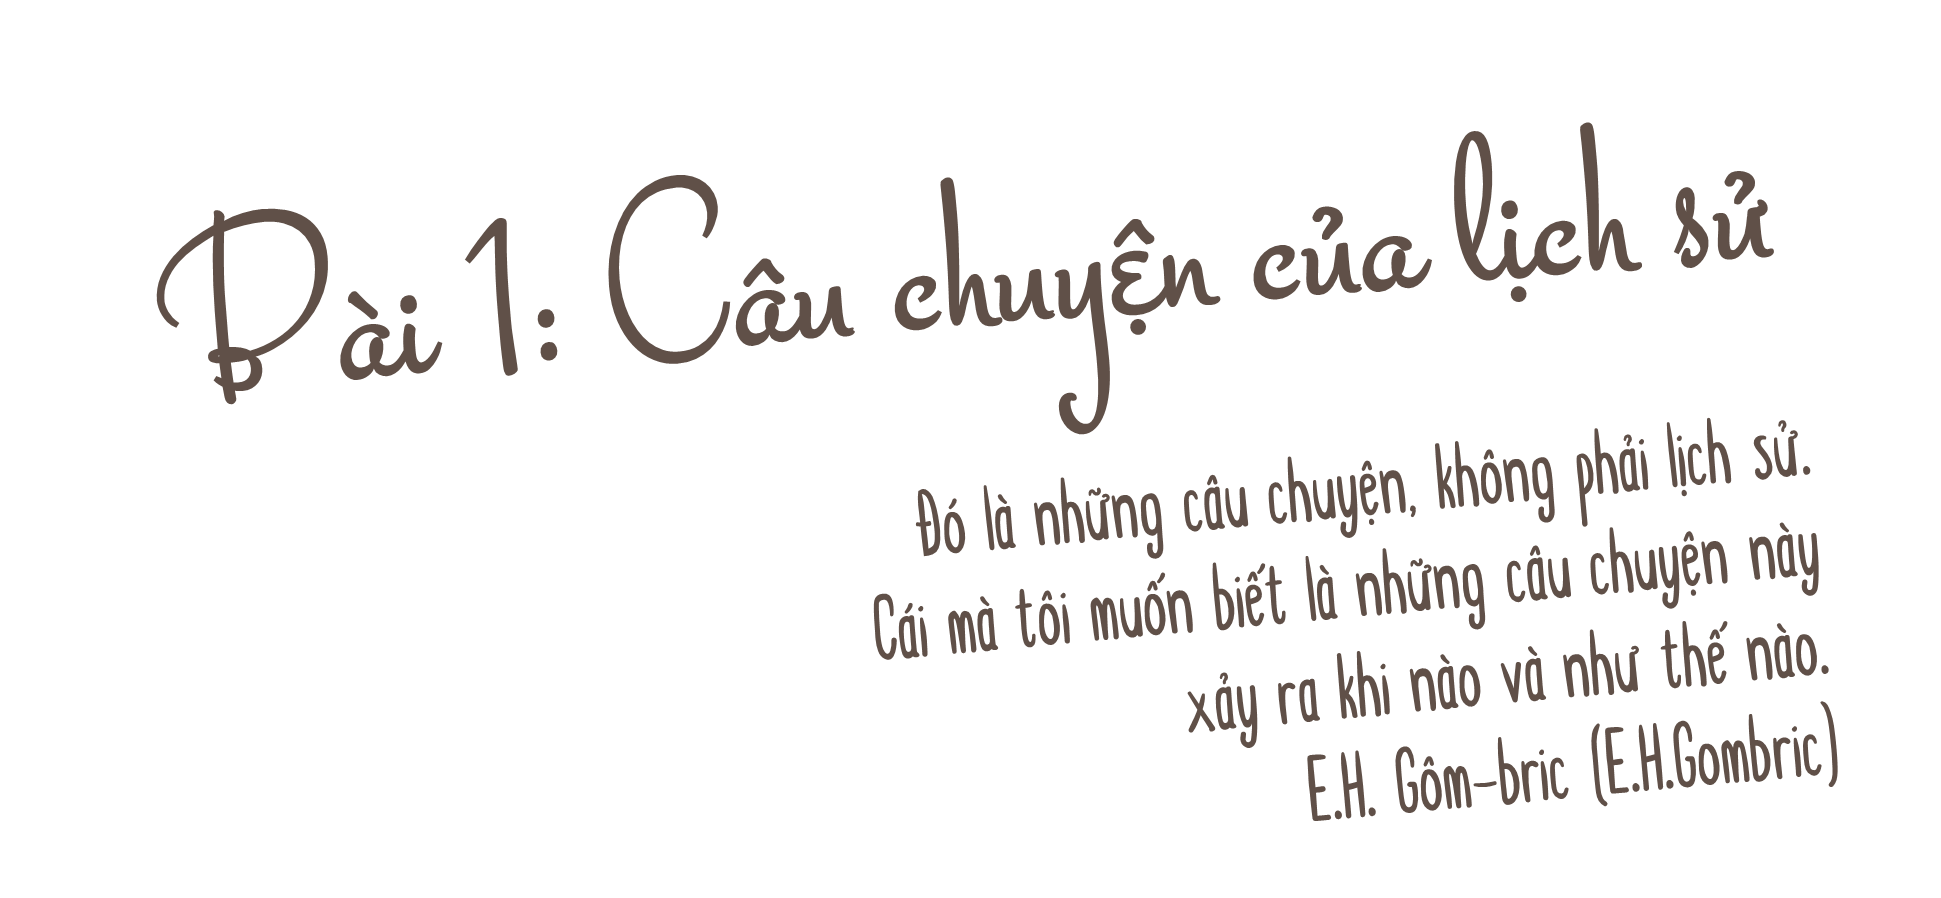 Bài 1: Câu chuyện của lịch sử
Đó là những câu chuyện, không phải lịch sử.
Cái mà tôi muốn biết là những câu chuyện này
xảy ra khi nào và như thế nào.
E.H. Gôm-bric (E.H.Gombric)